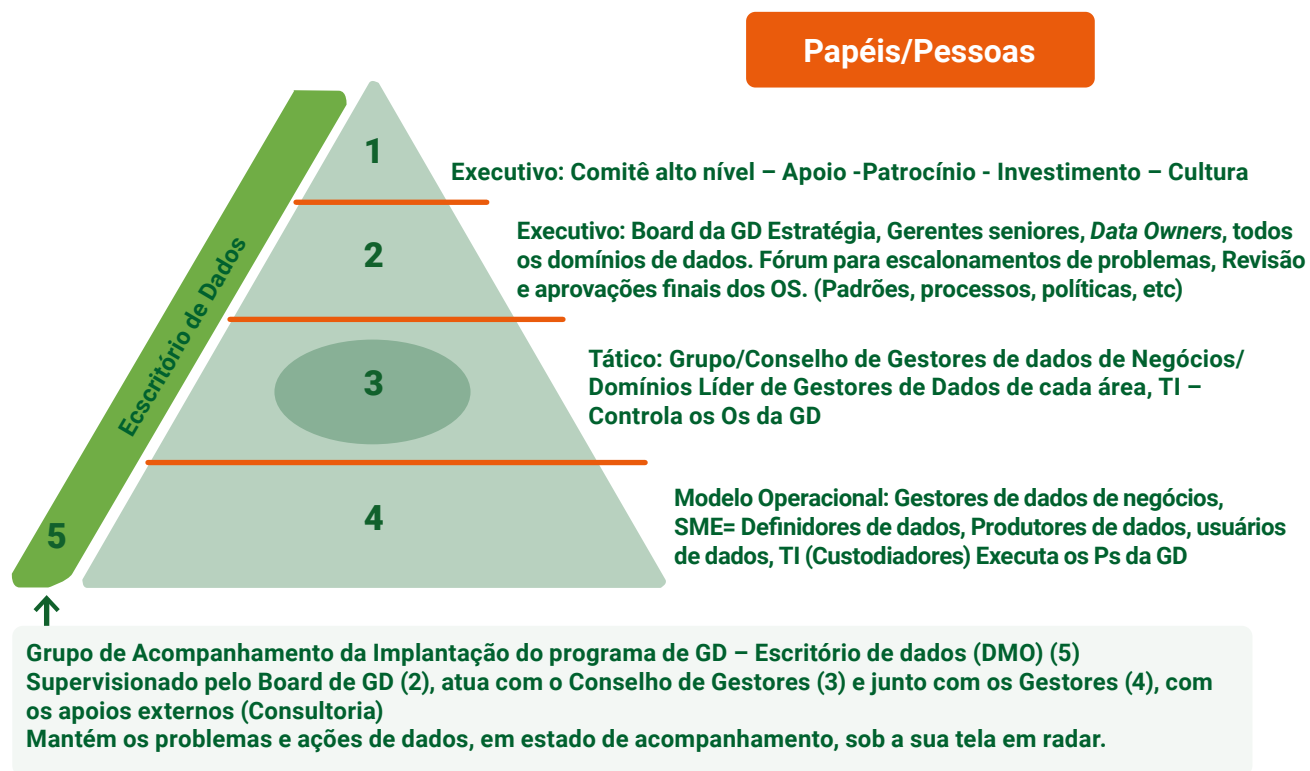 Papéis/Pessoas
1
Executivo: Comitê alto nível – Apoio -Patrocínio - Investimento – Cultura
2
Executivo: Board da GD Estratégia, Gerentes seniores, Data Owners, todos
os domínios de dados. Fórum para escalonamentos de problemas, Revisão
e aprovações finais dos OS. (Padrões, processos, políticas, etc)
Ecscritório de Dados
3
Tático: Grupo/Conselho de Gestores de dados de Negócios/
Domínios Líder de Gestores de Dados de cada área, TI –
Controla os Os da GD
4
Modelo Operacional: Gestores de dados de negócios,
SME= Definidores de dados, Produtores de dados, usuários
de dados, TI (Custodiadores) Executa os Ps da GD
5
Grupo de Acompanhamento da Implantação do programa de GD – Escritório de dados (DMO) (5)
Supervisionado pelo Board de GD (2), atua com o Conselho de Gestores (3) e junto com os Gestores (4), com
os apoios externos (Consultoria)
Mantém os problemas e ações de dados, em estado de acompanhamento, sob a sua tela em radar.